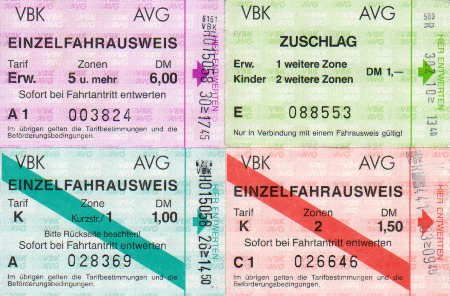 VBK AVG
EINZELFAHRAUSWEIS
Tarif Zonen DM
Erw. 5 u. mehr 6,00
Sofort bei Fahrtantritt entwerten
A 1 003824
Im übrigen gelten die Tarifbestimmungen und die Beförderungsbedingungen.
VBK AVG
ZUSCHLAG
Erw. 1 weitere Zone
Kinder 2 weitere Zonen DM 1,—
Sofort bei Fahrtantritt entwerten
E 088553
Nur in Verbindung mit einem Fahrausweis gültig!
HIER ENTWERTEN
VBK AVG
EINZELFAHRAUSWEIS
Tarif Zone DM
K Kurzstr./1 1,00
Bitte Rückseite beachten!
Sofort bei Fahrtantritt entwerten
A 028369
Im übrigen gelten die Tarifbestimmungen und die Beförderungsbedingungen.
VBK AVG
EINZELFAHRAUSWEIS
Tarif Zonen DM
K 2 1,50
Sofort bei Fahrtantritt entwerten
C 1 026646
Im übrigen gelten die Tarifbestimmungen und die Beförderungsbedingungen.
HIER ENTWERTEN